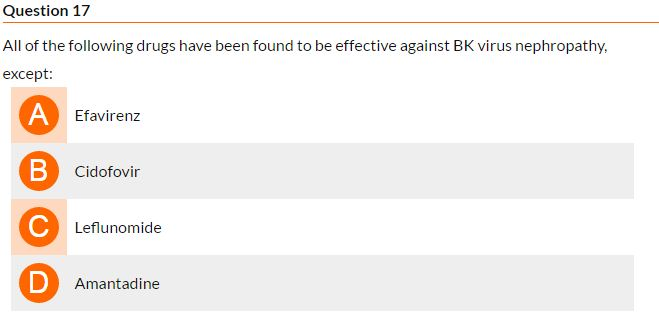 Question 17
All of the following drugs have been found to be effective against BK virus nephropathy,
except:
A Efavirenz
B Cidofovir
C Leflunomide
D Amantadine